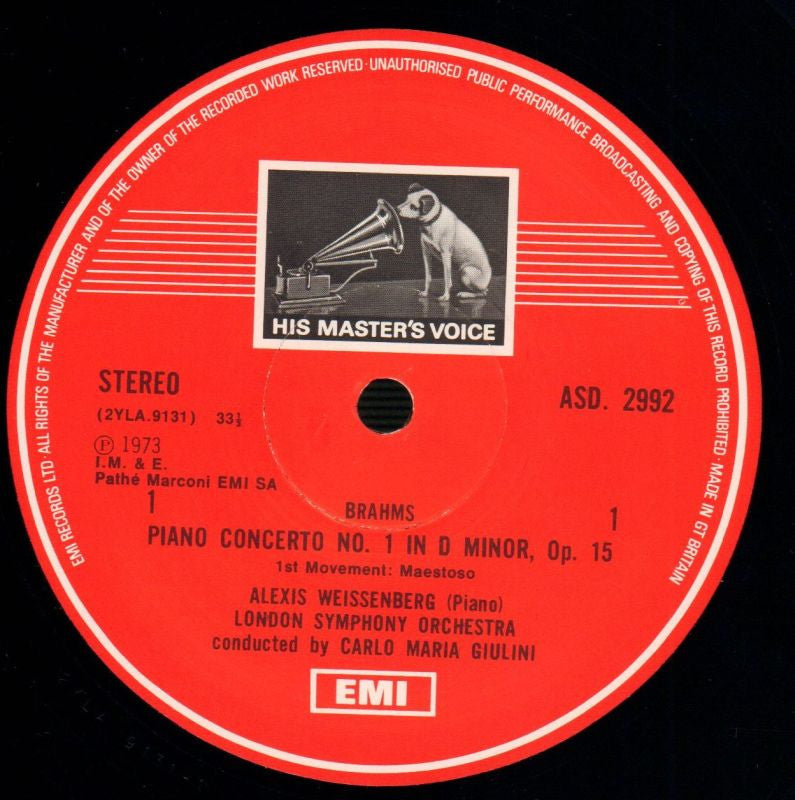 EMI RECORDS LTD · ALL RIGHTS OF THE MANUFACTURER AND OF THE OWNER OF THE RECORDED WORK RESERVED · UNAUTHORISED PUBLIC PERFORMANCE BROADCASTING AND COPYING OF THIS RECORD PROHIBITED · MADE IN GT BRITAIN
HIS MASTER'S VOICE
STEREO
ASD. 2992
(2YLA.9131) 33⅓
Ⓟ 1973
I.M. & E.
Pathé Marconi EMI SA
1
BRAHMS
1
PIANO CONCERTO NO. 1 IN D MINOR, Op. 15
1st Movement: Maestoso
ALEXIS WEISSENBERG (Piano)
LONDON SYMPHONY ORCHESTRA
conducted by CARLO MARIA GIULINI
EMI